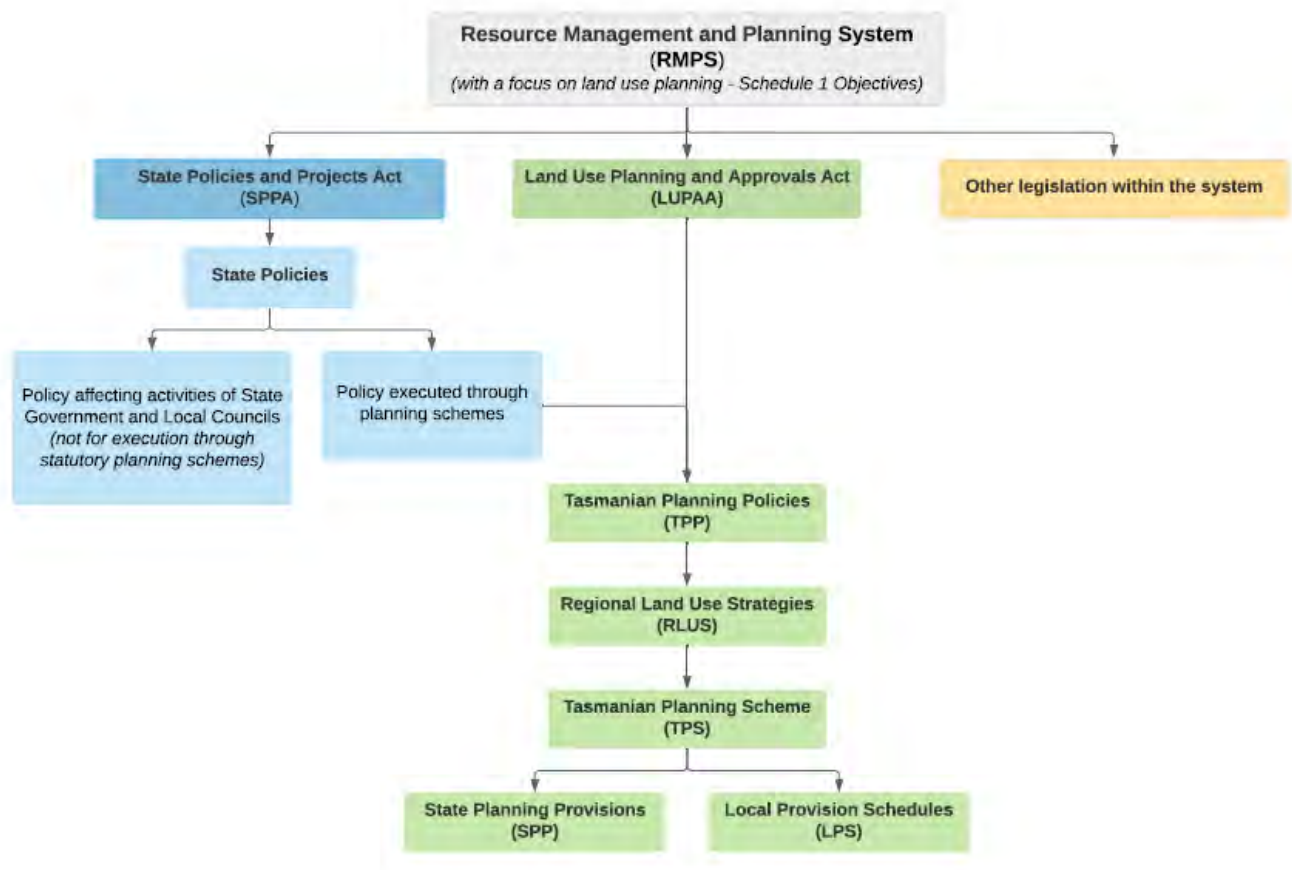 Resource Management and Planning System
(RMPS)
(with a focus on land use planning - Schedule 1 Objectives)
State Policies and Projects Act
(SPPA)
Land Use Planning and Approvals Act
(LUPAA)
Other legislation within the system
State Policies
Policy affecting activities of State
Government and Local Councils
(not for execution through
statutory planning schemes)
Policy executed through
planning schemes
Tasmanian Planning Policies
(TPP)
Regional Land Use Strategies
(RLUS)
Tasmanian Planning Scheme
(TPS)
State Planning Provisions
(SPP)
Local Provision Schedules
(LPS)